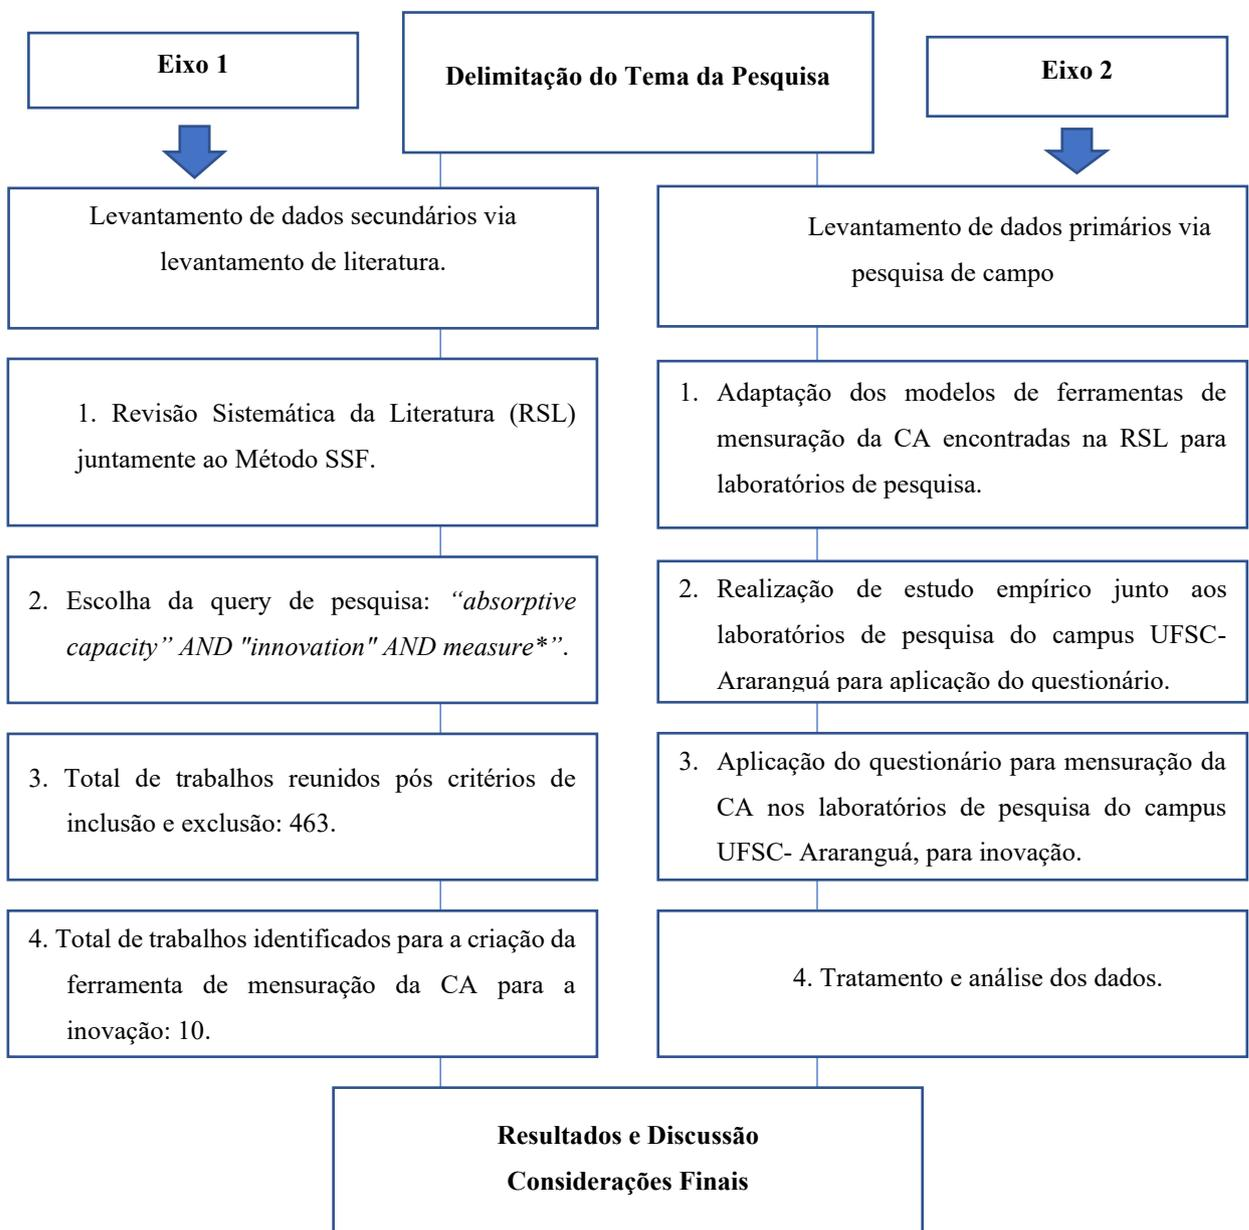 Eixo 1
Delimitação do Tema da Pesquisa
Eixo 2
Levantamento de dados secundários via
levantamento de literatura.
Levantamento de dados primários via
pesquisa de campo
1. Revisão Sistemática da Literatura (RSL)
juntamente ao Método SSF.
1. Adaptação dos modelos de ferramentas de
mensuração da CA encontradas na RSL para
laboratórios de pesquisa.
2. Escolha da query de pesquisa: “absorptive
capacity” AND "innovation" AND measure*”.
2. Realização de estudo empírico junto aos
laboratórios de pesquisa do campus UFSC-
Araranguá para aplicação do questionário.
3. Total de trabalhos reunidos pós critérios de
inclusão e exclusão: 463.
3. Aplicação do questionário para mensuração da
CA nos laboratórios de pesquisa do campus
UFSC- Araranguá, para inovação.
4. Total de trabalhos identificados para a criação da
ferramenta de mensuração da CA para a
inovação: 10.
4. Tratamento e análise dos dados.
Resultados e Discussão
Considerações Finais